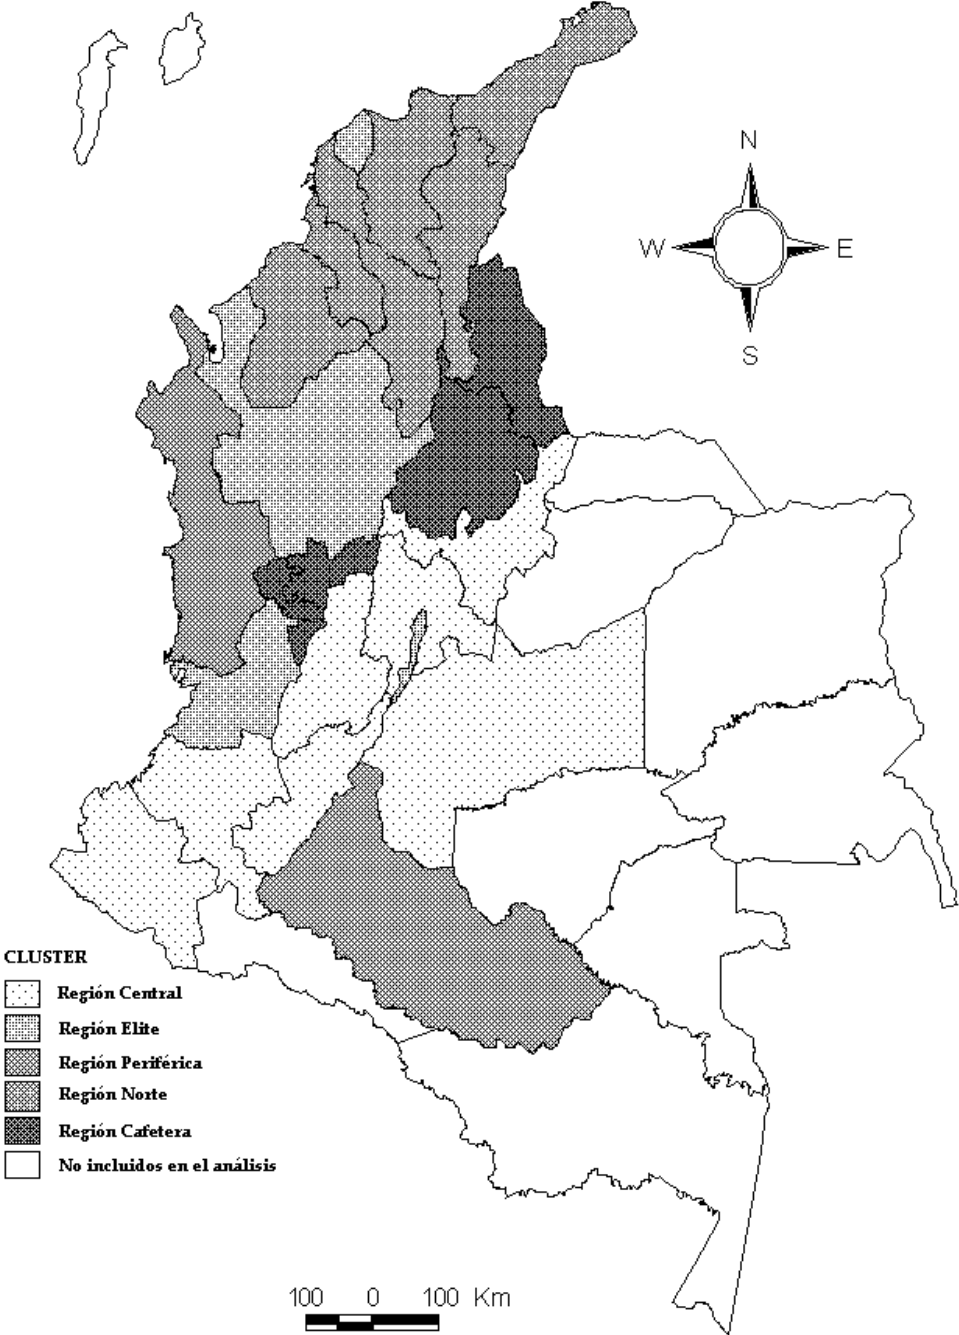 N
W
E
S
CLUSTER
Región Central
Región Elite
Región Periférica
Región Norte
Región Cafetera
No incluidos en el análisis
100 0 100 Km